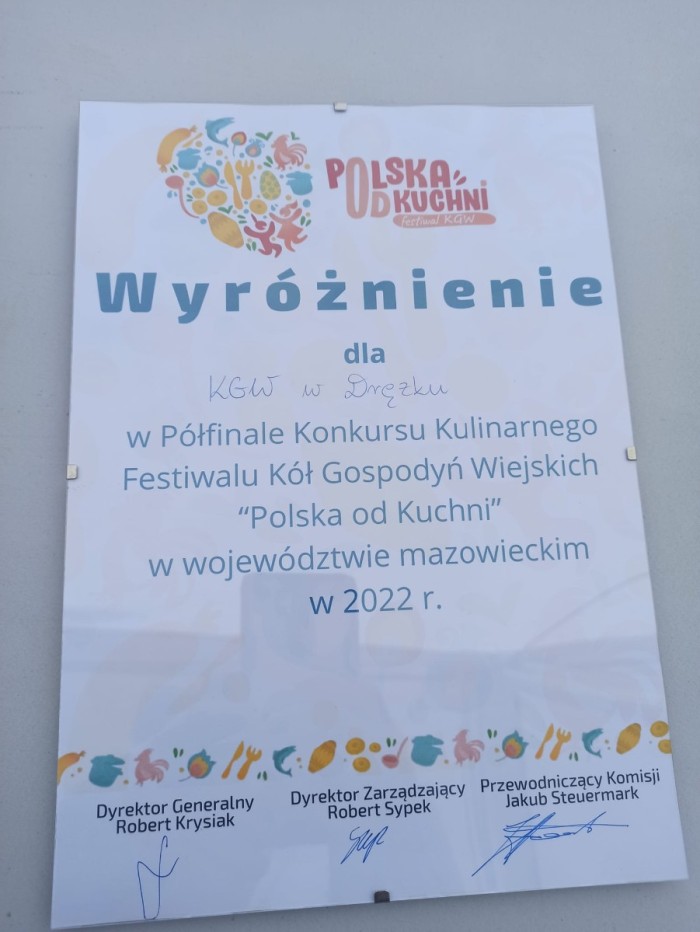 POLSKA
OD KUCHNI
festiwal KGW
Wyróżnienie
dla
KGW w Drężku
w Półfinale Konkursu Kulinarnego
Festiwalu Kół Gospodyń Wiejskich
“Polska od Kuchni”
w województwie mazowieckim
w 2022 r.
Dyrektor Generalny
Robert Krysiak
Dyrektor Zarządzający
Robert Sypek
Przewodniczący Komisji
Jakub Steuermark